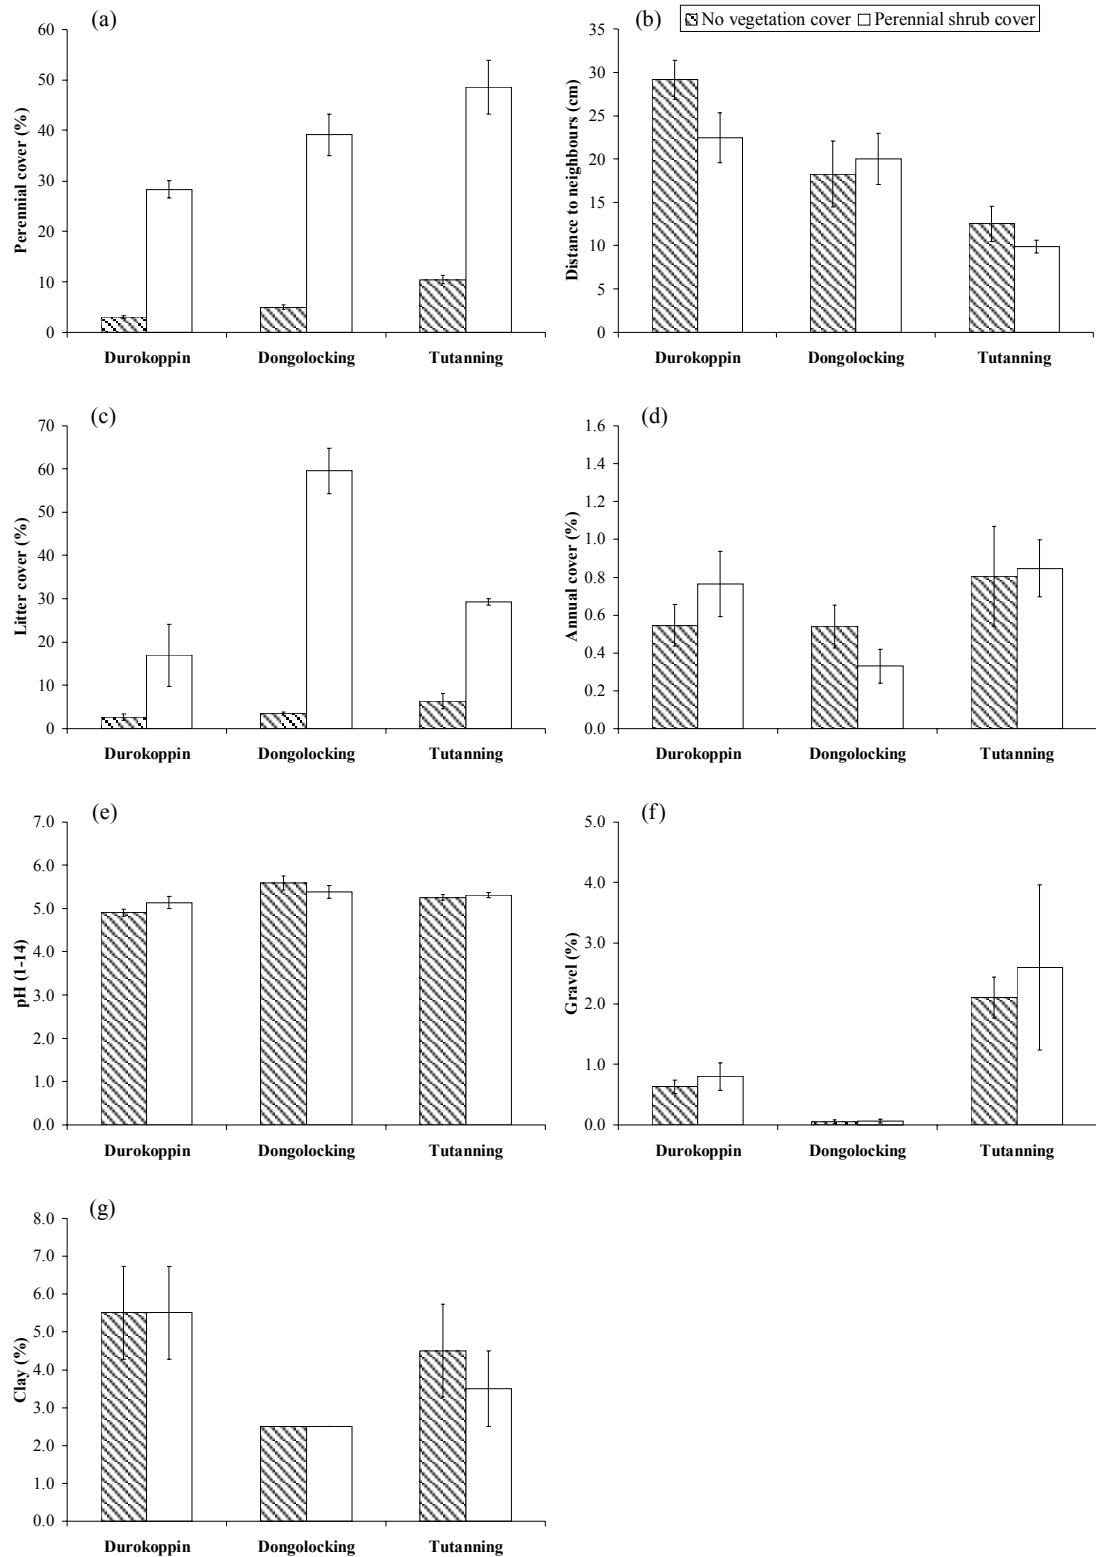 (a)
60
50
40
30
20
10
0
Perennial cover (%)
Durokoppin Dongolocking Tutanning
(b)
No vegetation cover Perennial shrub cover
35
30
25
20
15
10
5
0
Distance to neighbours (cm)
Durokoppin Dongolocking Tutanning
(c)
70
60
50
40
30
20
10
0
Litter cover (%)
Durokoppin Dongolocking Tutanning
(d)
1.6
1.4
1.2
1.0
0.8
0.6
0.4
0.2
0.0
Annual cover (%)
Durokoppin Dongolocking Tutanning
(e)
7.0
6.0
5.0
4.0
3.0
2.0
1.0
0.0
pH (1-14)
Durokoppin Dongolocking Tutanning
(f)
5.0
4.0
3.0
2.0
1.0
0.0
Gravel (%)
Durokoppin Dongolocking Tutanning
(g)
8.0
7.0
6.0
5.0
4.0
3.0
2.0
1.0
0.0
Clay (%)
Durokoppin Dongolocking Tutanning